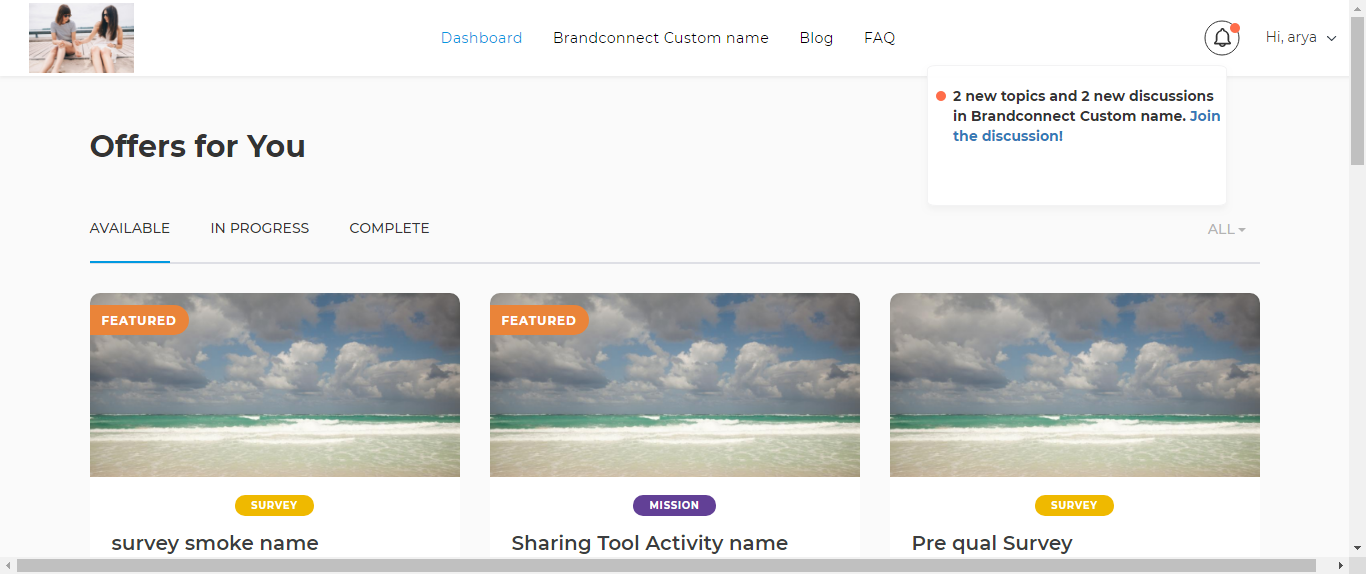 Dashboard Brandconnect Custom name Blog FAQ Hi, arya
2 new topics and 2 new discussions
in Brandconnect Custom name. Join
the discussion!
Offers for You
AVAILABLE IN PROGRESS COMPLETE ALL
FEATURED FEATURED
SURVEY MISSION SURVEY
survey smoke name Sharing Tool Activity name Pre qual Survey